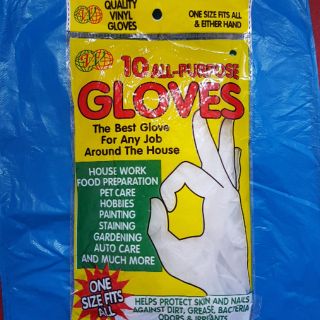 QUALITY
VINYL
GLOVES
ONE SIZE FITS ALL
& EITHER HAND
10 ALL-PURPOSE
GLOVES
The Best Glove
For Any Job
Around The House
HOUSE WORK
FOOD PREPARATION
PET CARE
HOBBIES
PAINTING
STAINING
GARDENING
AUTO CARE
AND MUCH MORE
ONE
SIZE FITS
ALL
HELPS PROTECT SKIN AND NAILS
AGAINST DIRT, GREASE, BACTERIA
ODORS & IRRITANTS